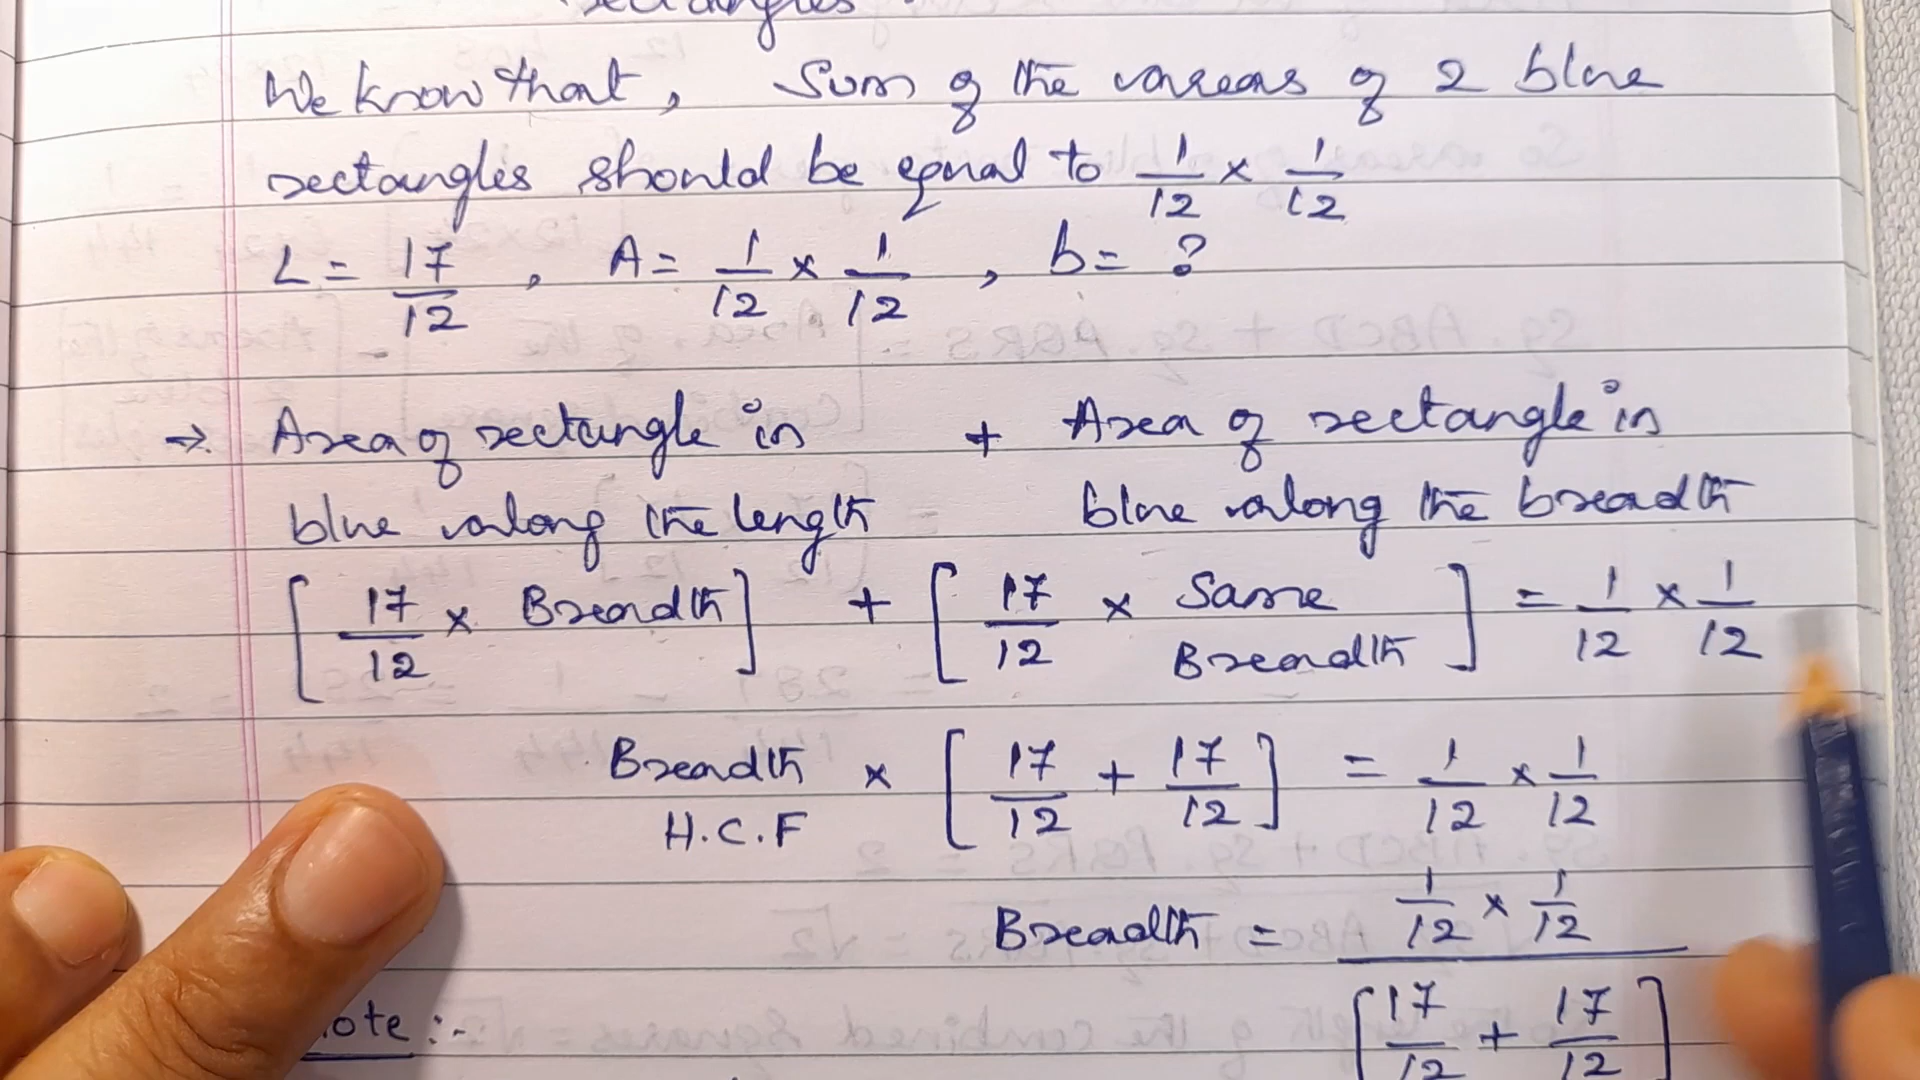 rectangles.
We know that, Sum of the areas of 2 blue
rectangles should be equal to 1/12 × 1/12
L = 17/12, A = 1/12 × 1/12, b = ?
→ Area of rectangle in + Area of rectangle in
blue along the length blue along the breadth
[17/12 × Breadth] + [17/12 × Same Breadth] = 1/12 × 1/12
Breadth × [17/12 + 17/12] = 1/12 × 1/12
H.C.F
Breadth = 1/12 × 1/12
[17/12 + 17/12]
ote :-